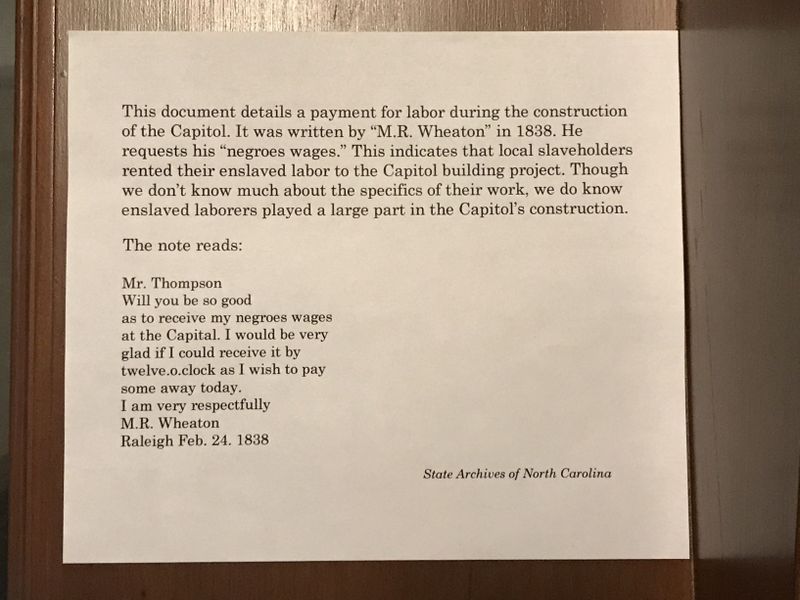 This document details a payment for labor during the construction
of the Capitol. It was written by “M.R. Wheaton” in 1838. He
requests his “negroes wages.” This indicates that local slaveholders
rented their enslaved labor to the Capitol building project. Though
we don’t know much about the specifics of their work, we do know
enslaved laborers played a large part in the Capitol’s construction.
The note reads:
Mr. Thompson
Will you be so good
as to receive my negroes wages
at the Capital. I would be very
glad if I could receive it by
twelve.o.clock as I wish to pay
some away today.
I am very respectfully
M.R. Wheaton
Raleigh Feb. 24. 1838
State Archives of North Carolina